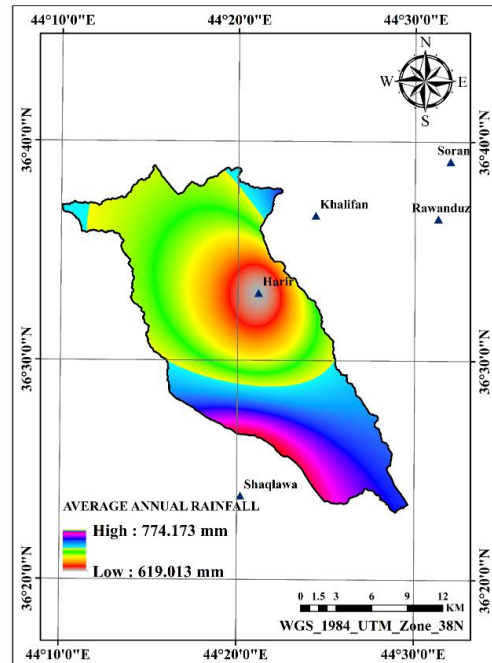 44°10'0"E 44°20'0"E 44°30'0"E
N
W E
S
36°40'0"N 36°40'0"N
Soran
Khalifan
Rawanduz
Harir
36°30'0"N 36°30'0"N
Shaqlawa
AVERAGE ANNUAL RAINFALL
High : 774.173 mm
Low : 619.013 mm
36°20'0"N 36°20'0"N
0 1.5 3 6 9 12
KM
WGS_1984_UTM_Zone_38N
44°10'0"E 44°20'0"E 44°30'0"E